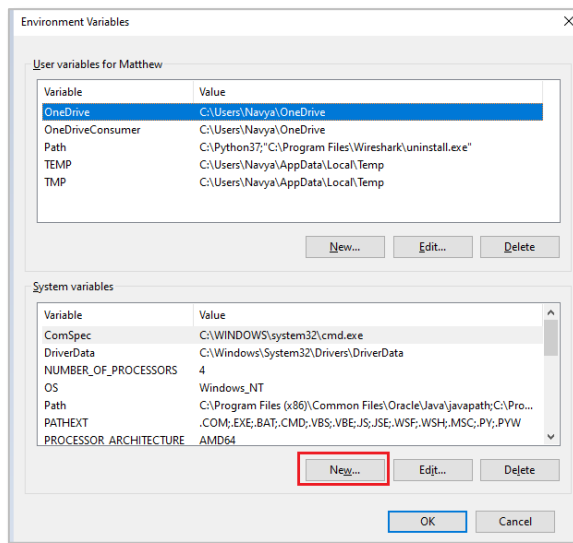 Environment Variables
User variables for Matthew
Variable Value
OneDrive C:\Users\Navya\OneDrive
OneDriveConsumer C:\Users\Navya\OneDrive
Path C:\Python37;"C:\Program Files\Wireshark\uninstall.exe"
TEMP C:\Users\Navya\AppData\Local\Temp
TMP C:\Users\Navya\AppData\Local\Temp
New... Edit... Delete
System variables
Variable Value
ComSpec C:\WINDOWS\system32\cmd.exe
DriverData C:\Windows\System32\Drivers\DriverData
NUMBER_OF_PROCESSORS 4
OS Windows_NT
Path C:\Program Files (x86)\Common Files\Oracle\Java\javapath;C:\Pro...
PATHEXT .COM;.EXE;.BAT;.CMD;.VBS;.VBE;.JS;.JSE;.WSF;.WSH;.MSC;.PY;.PYW
PROCESSOR_ARCHITECTURE AMD64
New... Edit... Delete
OK Cancel